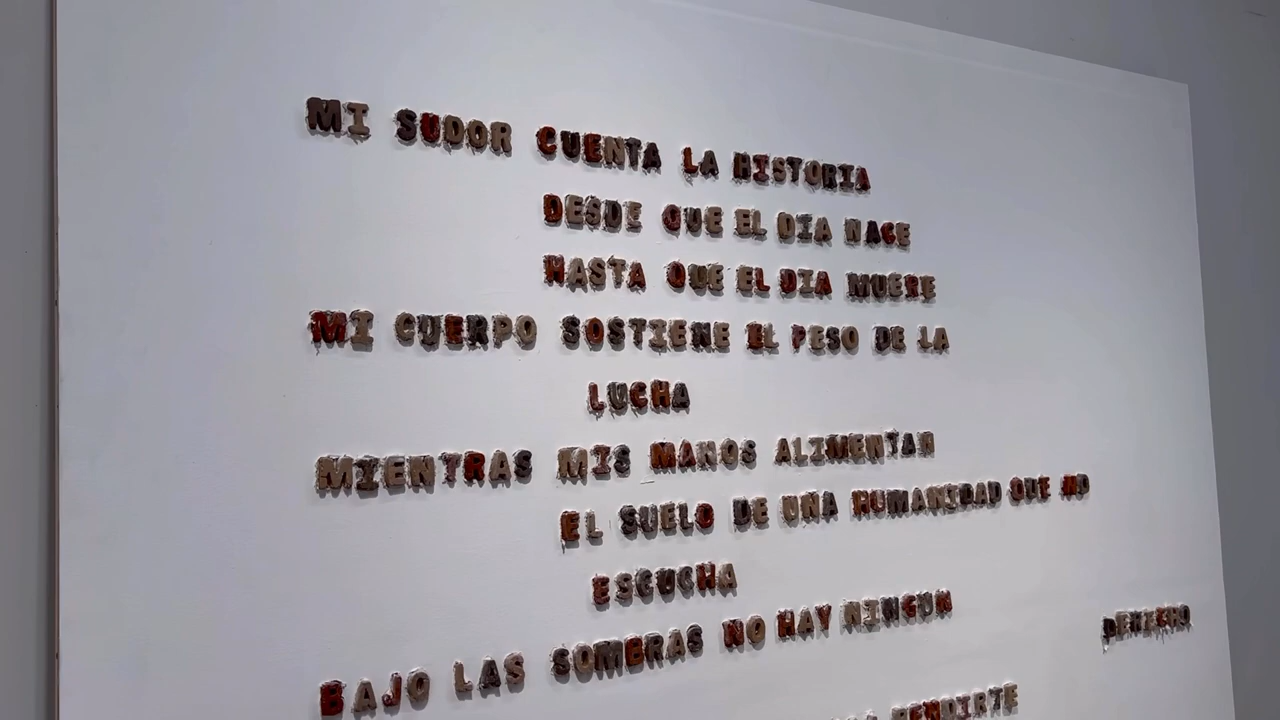 MI SUDOR CUENTA LA HISTORIA
DESDE QUE EL DIA NACE
HASTA QUE EL DIA MUERE
MI CUERPO SOSTIENE EL PESO DE LA
LUCHA
MIENTRAS MIS MANOS ALIMENTAN
EL SUELO DE UNA HUMANIDAD QUE NO
ESCUCHA
BAJO LAS SOMBRAS NO HAY NINGUN
DERECHO
RENDIRTE